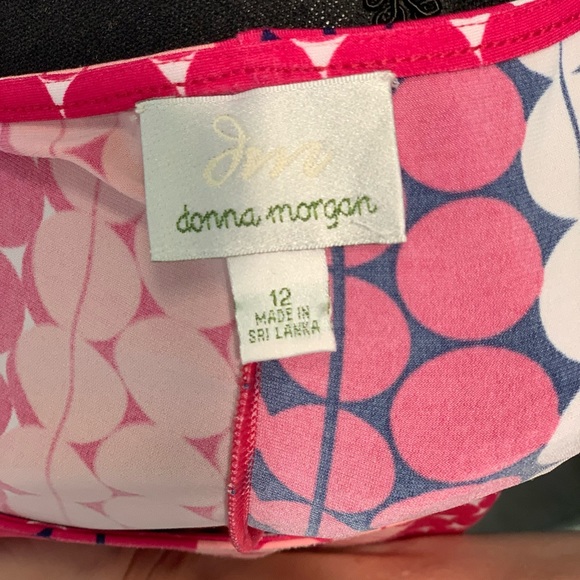 dm
donna morgan
12
MADE IN
SRI LANKA